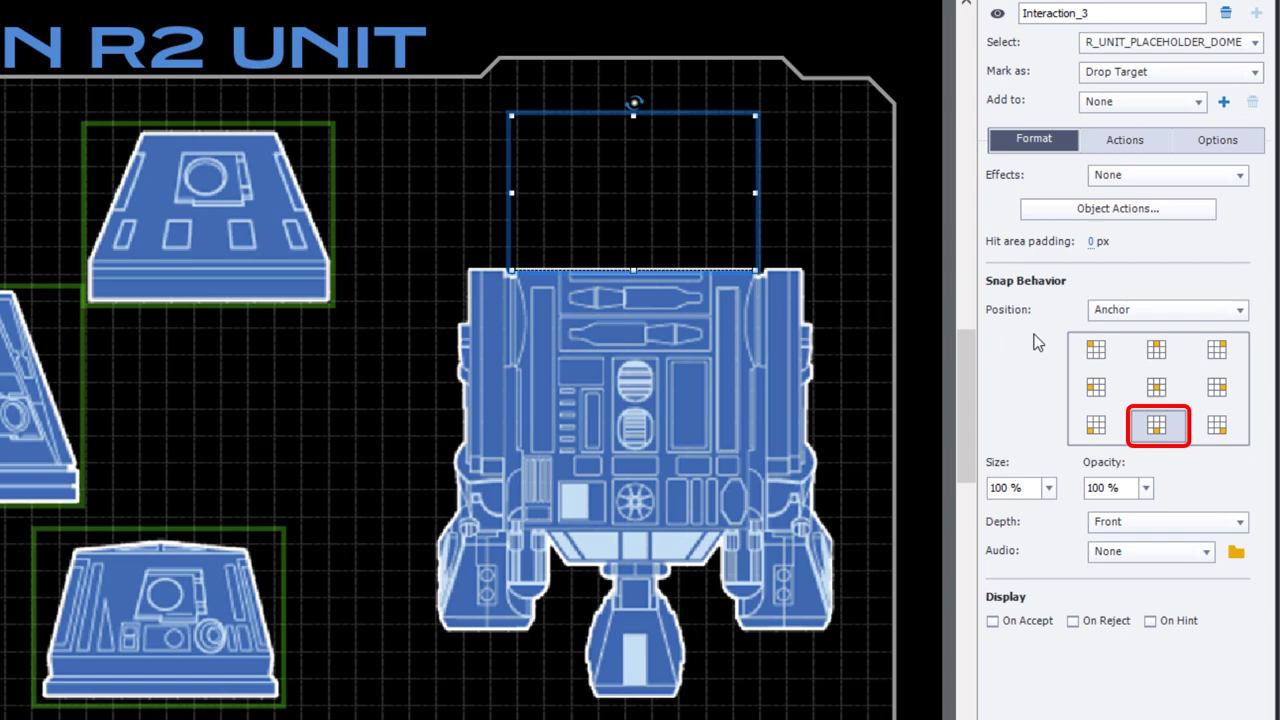 N R2 UNIT
Interaction_3
Select: R_UNIT_PLACEHOLDER_DOME
Mark as: Drop Target
Add to: None
Format Actions Options
Effects: None
Object Actions...
Hit area padding: 0 px
Snap Behavior
Position: Anchor
Size: Opacity:
100 % 100 %
Depth: Front
Audio: None
Display
On Accept On Reject On Hint